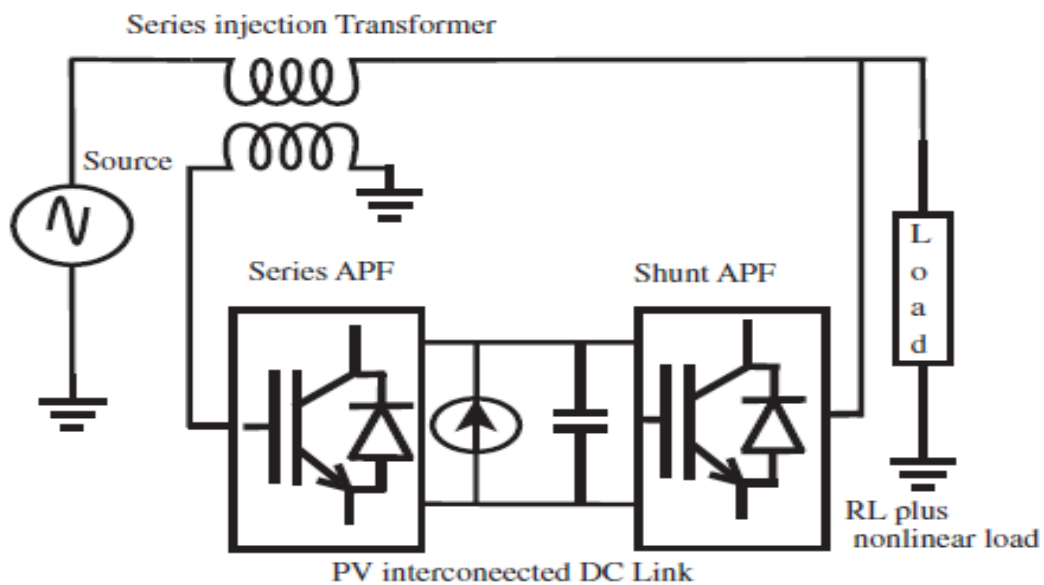 Series injection Transformer
Source
Series APF
Shunt APF
L
o
a
d
RL plus
nonlinear load
PV interconeected DC Link